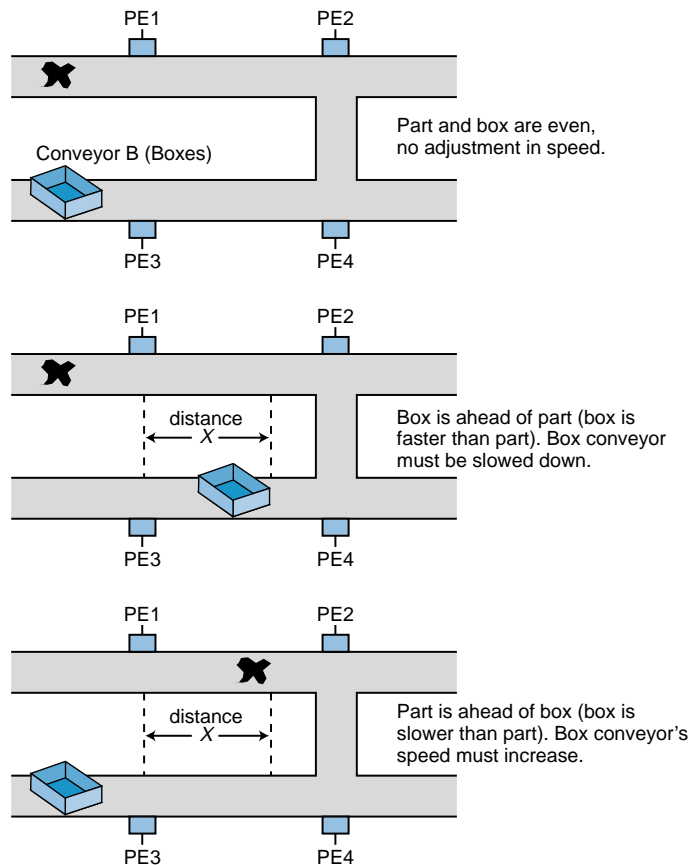 PE1 PE2
Part and box are even,
no adjustment in speed.
Conveyor B (Boxes)
PE3 PE4
PE1 PE2
distance
X
Box is ahead of part (box is
faster than part). Box conveyor
must be slowed down.
PE3 PE4
PE1 PE2
distance
X
Part is ahead of box (box is
slower than part). Box conveyor’s
speed must increase.
PE3 PE4